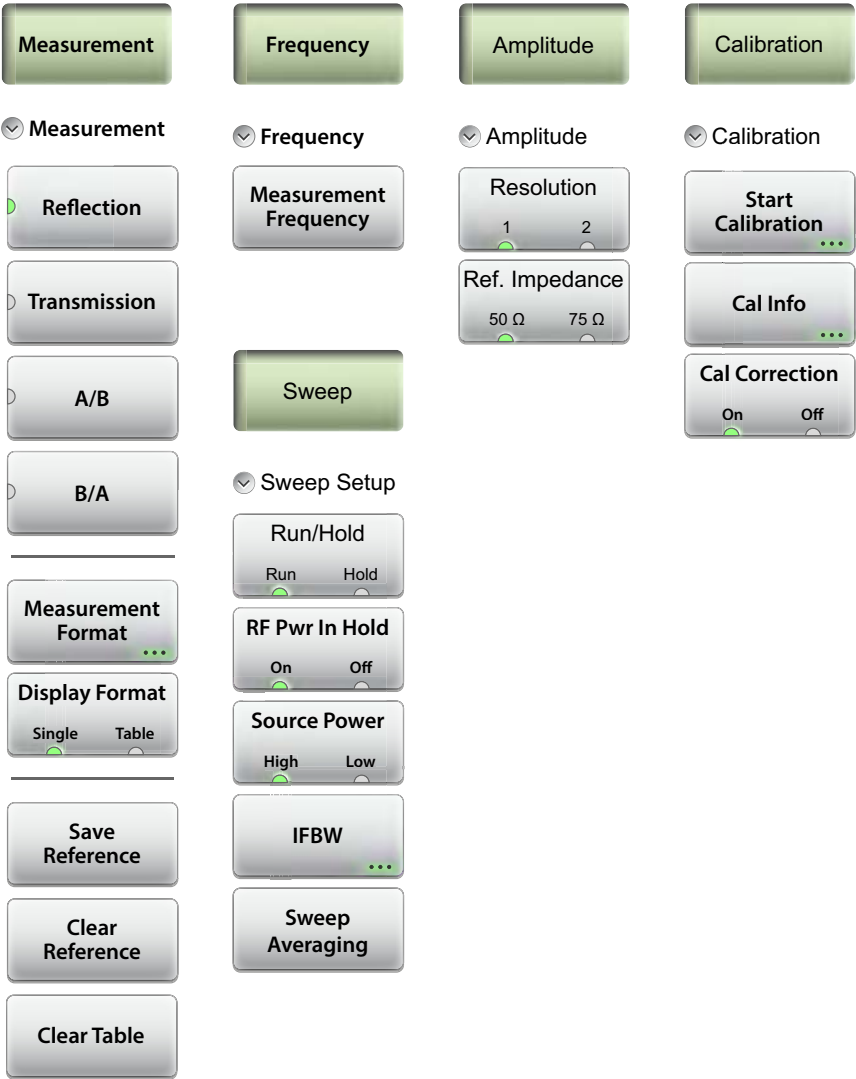 Measurement
Measurement
Reflection
Transmission
A/B
B/A
Measurement
Format
Display Format
Single Table
Save
Reference
Clear
Reference
Clear Table
Frequency
Frequency
Measurement
Frequency
Sweep
Sweep Setup
Run/Hold
Run Hold
RF Pwr In Hold
On Off
Source Power
High Low
IFBW
Sweep
Averaging
Amplitude
Amplitude
Resolution
1 2
Ref. Impedance
50 Ω 75 Ω
Calibration
Calibration
Start
Calibration
Cal Info
Cal Correction
On Off